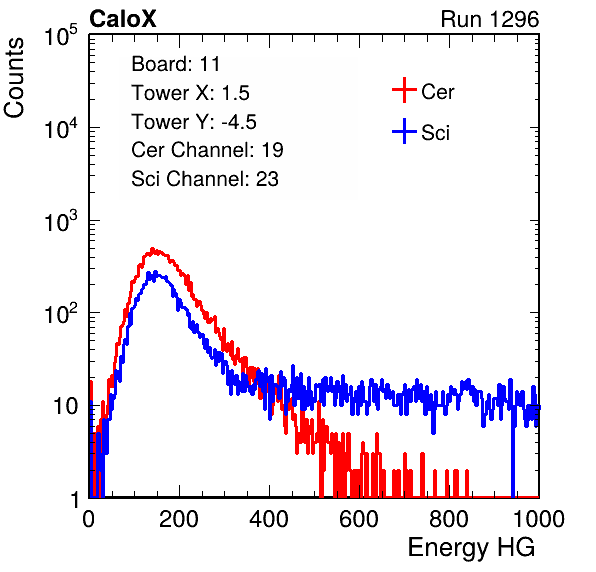 CaloX Run 1296
Counts
10^5
10^4
10^3
10^2
10
1
Board: 11
Tower X: 1.5
Tower Y: -4.5
Cer Channel: 19
Sci Channel: 23
Cer
Sci
0 200 400 600 800 1000
Energy HG